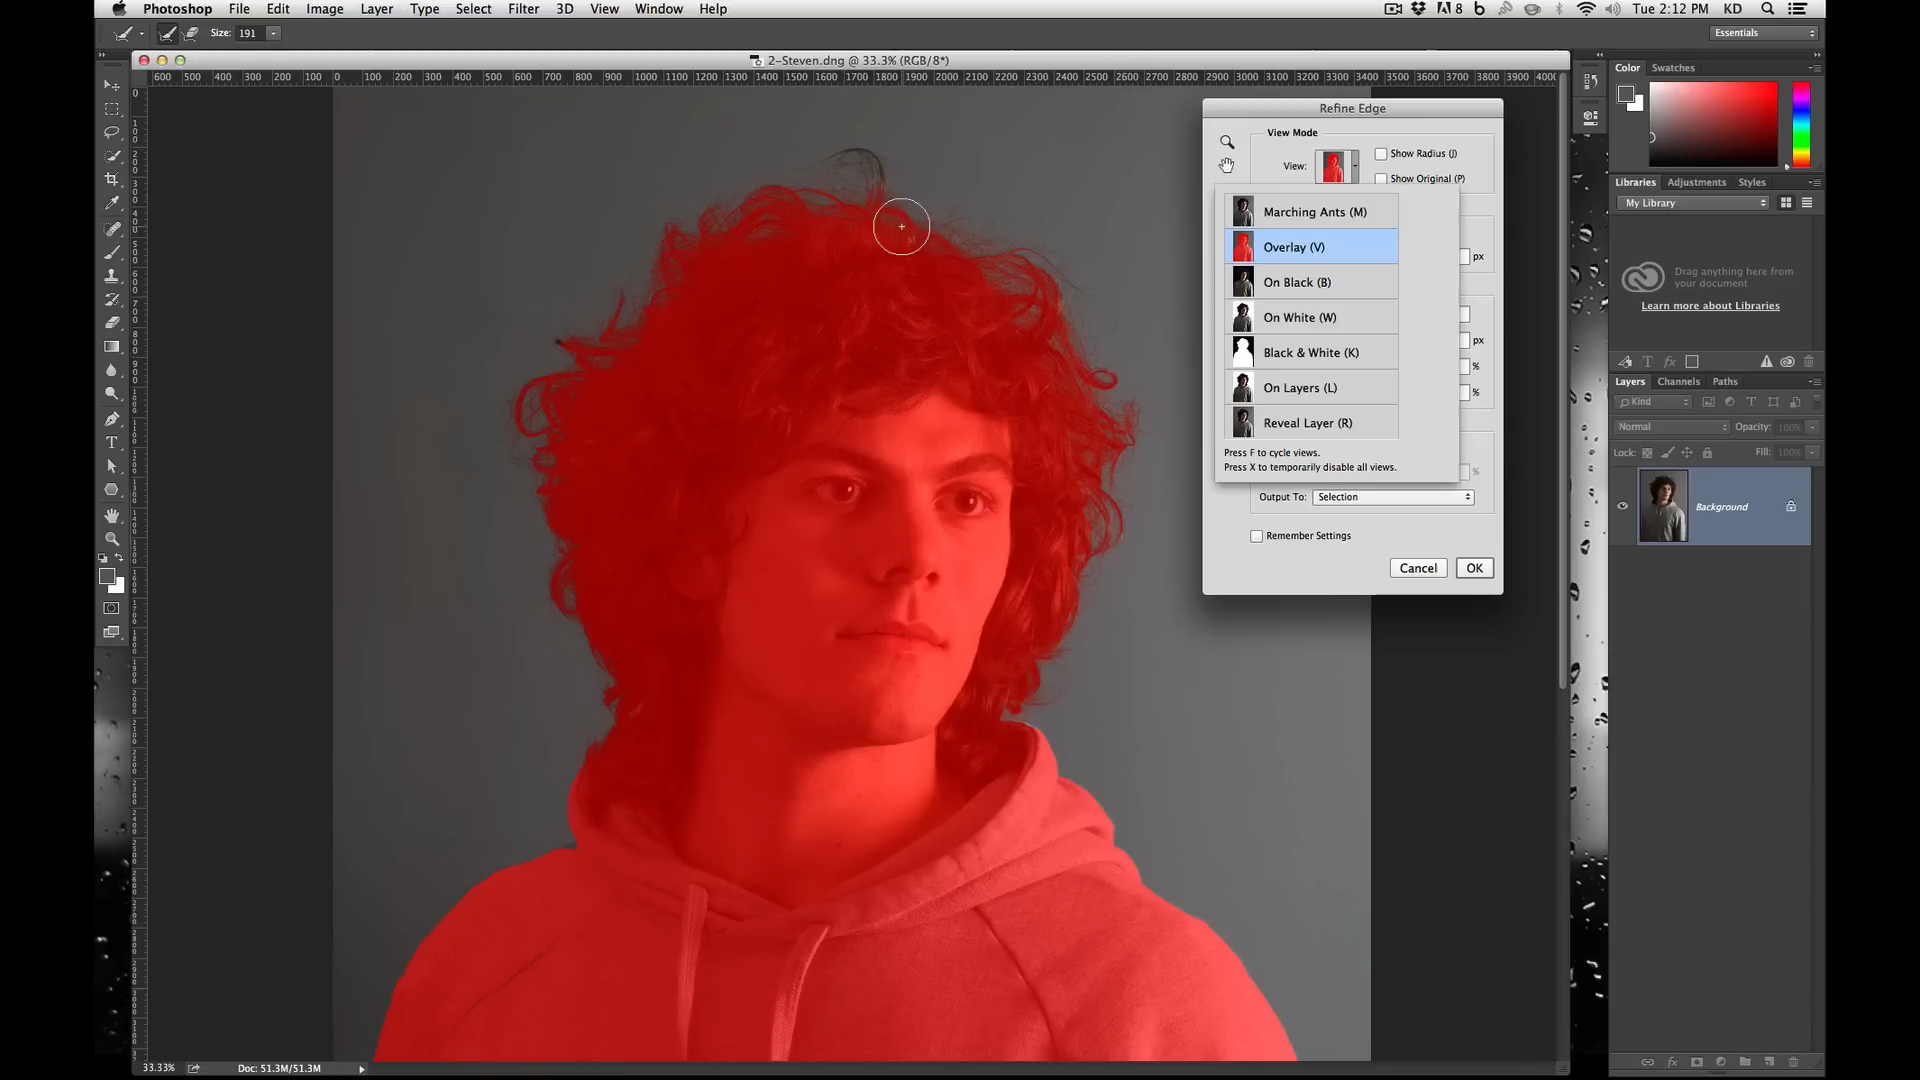 Photoshop File Edit Image Layer Type Select Filter 3D View Window Help
8 Tue 2:12 PM KD
Size: 191
Essentials
2-Steven.dng @ 33.3% (RGB/8*)
600 500 400 300 200 100 0 100 200 300 400 500 600 700 800 900 1000 1100 1200 1300 1400 1500 1600 1700 1800 1900 2000 2100 2200 2300 2400 2500 2600 2700 2800 2900 3000 3100 3200 3300 3400 3500 3600 3700 3800 3900 4000
Refine Edge
View Mode
View:
Show Radius (J)
Show Original (P)
Marching Ants (M)
Overlay (V)
On Black (B)
On White (W)
Black & White (K)
On Layers (L)
Reveal Layer (R)
Press F to cycle views.
Press X to temporarily disable all views.
px
px
%
%
%
Output To: Selection
Remember Settings
Cancel OK
Color Swatches
Libraries Adjustments Styles
My Library
Drag anything here from
your document
Learn more about Libraries
Layers Channels Paths
Kind
Normal Opacity: 100%
Lock: Fill: 100%
Background
33.33% Doc: 51.3M/51.3M